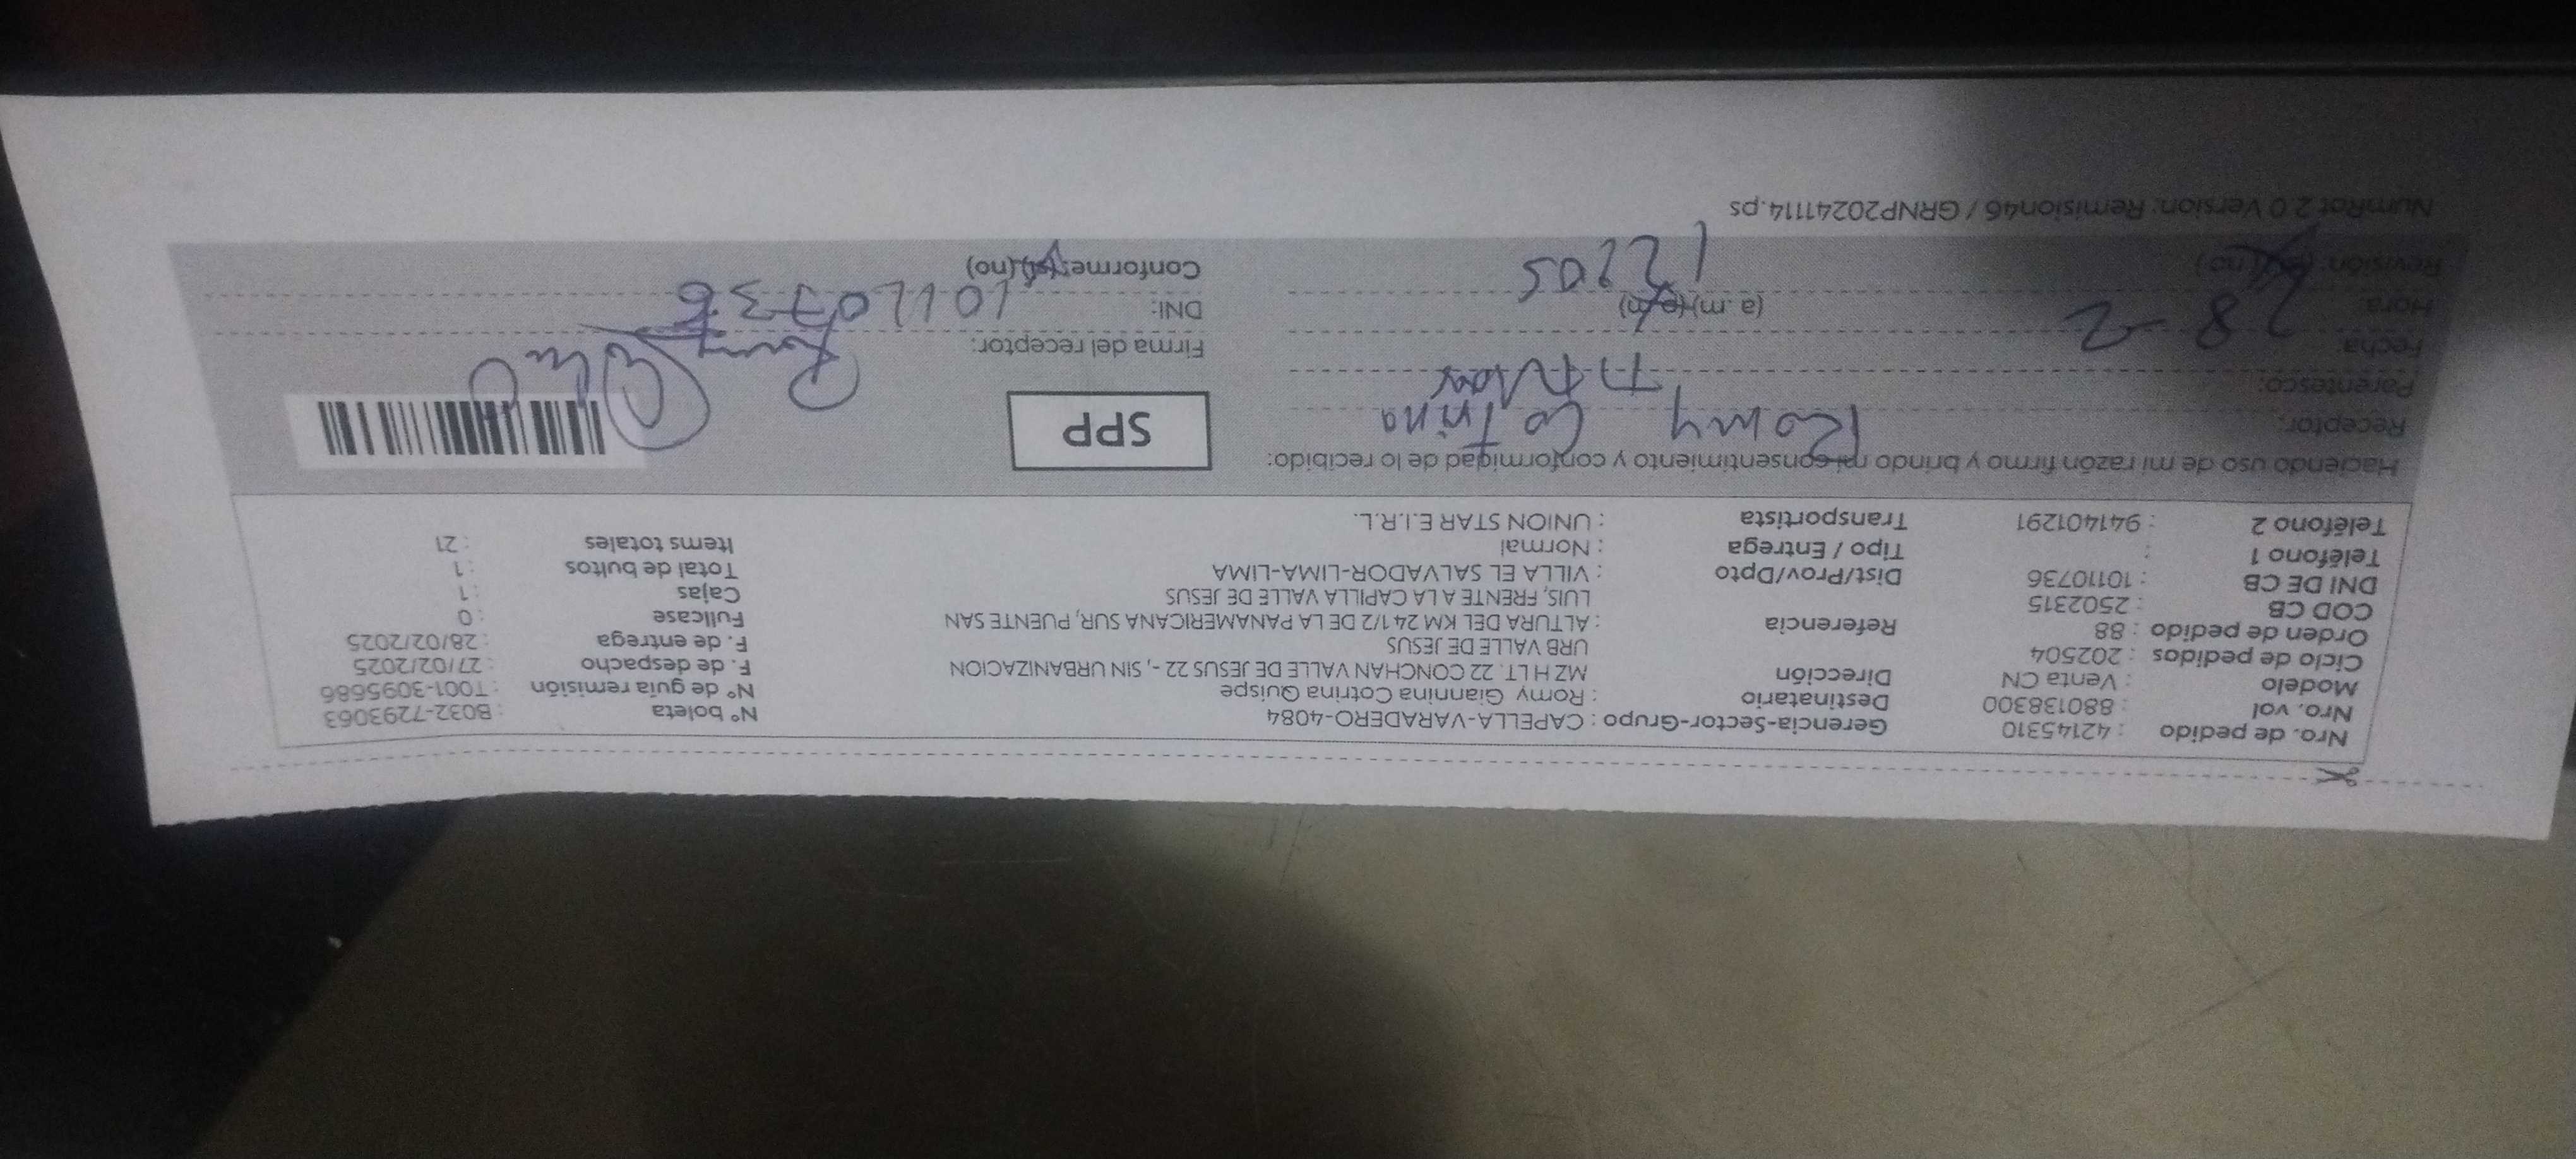 Nro. de pedido : 42145310 Gerencia-Sector-Grupo : CAPELLA-VARADERO-4084 N° boleta : B032-7293063
Nro. vol : 880138300 Destinatario : Romy Giannina Cotrina Quispe N° de guía remisión : T001-3095686
Modelo : Venta CN Dirección MZ H LT. 22 CONCHAN VALLE DE JESUS 22 -, SIN URBANIZACION F. de despacho : 27/02/2025
Ciclo de pedidos : 202504 URB VALLE DE JESUS F. de entrega : 28/02/2025
Orden de pedido : 88 Referencia : ALTURA DEL KM 24 1/2 DE LA PANAMERICANA SUR, PUENTE SAN Fullcase : 0
COD CB : 2502315 LUIS, FRENTE A LA CAPILLA VALLE DE JESUS Cajas : 1
DNI DE CB : 10110736 Dist/Prov/Dpto : VILLA EL SALVADOR-LIMA-LIMA Total de bultos : 1
Teléfono 1 : Tipo / Entrega : Normal Items totales : 21
Teléfono 2 : 941401291 Transportista : UNION STAR E.I.R.L.
Haciendo uso de mi razón firmo y brindo mi consentimiento y conformidad de lo recibido:
Receptor: Romy Cotrina SPP
Parentesco:
Fecha 28-2 Firma del receptor: Romy
Hora (a.m) (p.m) 1220s DNI: 10110736
Revisión: (si) (no) Conforme: (si) (no)
NumRot 2.0 Version: Remision46 / GRNP20241114.ps